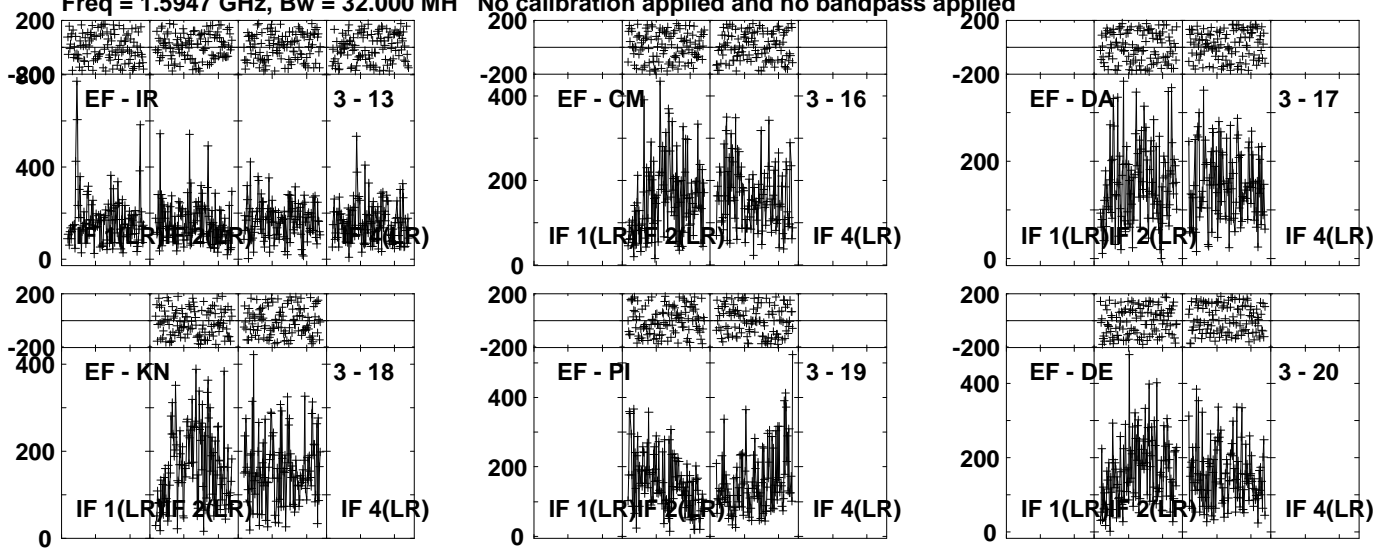 Freq = 1.5947 GHz, Bw = 32.000 MH No calibration applied and no bandpass applied
200
-200
800
400
0
EF - IR 3 - 13
IF 1(LR) IF 2(LR) IF 4(LR)
400
200
0
EF - CM 3 - 16
IF 1(LR) IF 2(LR) IF 4(LR)
200
-200
200
0
EF - DA 3 - 17
IF 1(LR) IF 2(LR) IF 4(LR)
200
-200
400
200
0
EF - KN 3 - 18
IF 1(LR) IF 2(LR) IF 4(LR)
200
-200
400
200
0
EF - PI 3 - 19
IF 1(LR) IF 2(LR) IF 4(LR)
200
-200
400
200
0
EF - DE 3 - 20
IF 1(LR) IF 2(LR) IF 4(LR)
200
-200